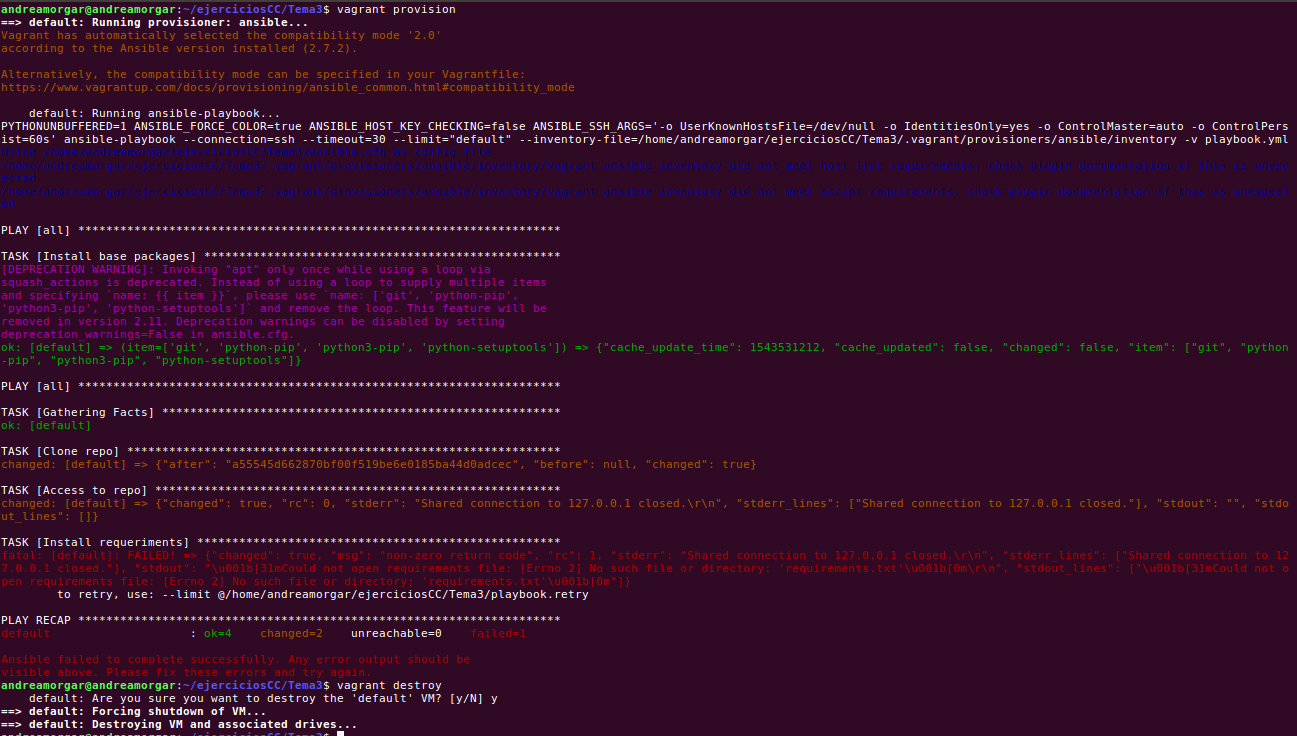 andreamorgar@andreamorgar:~/ejerciciosCC/Tema3$ vagrant provision
==> default: Running provisioner: ansible...
Vagrant has automatically selected the compatibility mode '2.0'
according to the Ansible version installed (2.7.2).
Alternatively, the compatibility mode can be specified in your Vagrantfile:
https://www.vagrantup.com/docs/provisioning/ansible_common.html#compatibility_mode
    default: Running ansible-playbook...
PYTHONUNBUFFERED=1 ANSIBLE_FORCE_COLOR=true ANSIBLE_HOST_KEY_CHECKING=false ANSIBLE_SSH_ARGS='-o UserKnownHostsFile=/dev/null -o IdentitiesOnly=yes -o ControlMaster=auto -o ControlPers
ist=60s' ansible-playbook --connection=ssh --timeout=30 --limit="default" --inventory-file=/home/andreamorgar/ejerciciosCC/Tema3/.vagrant/provisioners/ansible/inventory -v playbook.yml
Using /home/andreamorgar/ejerciciosCC/Tema3/ansible.cfg as config file
/home/andreamorgar/ejerciciosCC/Tema3/.vagrant/provisioners/ansible/inventory/vagrant_ansible_inventory did not meet host_list requirements, check plugin documentation if this is unexp
ected
/home/andreamorgar/ejerciciosCC/Tema3/.vagrant/provisioners/ansible/inventory/vagrant_ansible_inventory did not meet script requirements, check plugin documentation if this is unexpect
ed
PLAY [all] *********************************************************************
TASK [Install base packages] ***************************************************
[DEPRECATION WARNING]: Invoking "apt" only once while using a loop via
squash_actions is deprecated. Instead of using a loop to supply multiple items
and specifying `name: {{ item }}`, please use `name: ['git', 'python-pip',
'python3-pip', 'python-setuptools']` and remove the loop. This feature will be
removed in version 2.11. Deprecation warnings can be disabled by setting
deprecation_warnings=False in ansible.cfg.
ok: [default] => (item=['git', 'python-pip', 'python3-pip', 'python-setuptools']) => {"cache_update_time": 1543531212, "cache_updated": false, "changed": false, "item": ["git", "python
-pip", "python3-pip", "python-setuptools"]}
PLAY [all] *********************************************************************
TASK [Gathering Facts] *********************************************************
ok: [default]
TASK [Clone repo] **************************************************************
changed: [default] => {"after": "a55545d662870bf00f519be6e0185ba44d0adcec", "before": null, "changed": true}
TASK [Access to repo] **********************************************************
changed: [default] => {"changed": true, "rc": 0, "stderr": "Shared connection to 127.0.0.1 closed.\r\n", "stderr_lines": ["Shared connection to 127.0.0.1 closed."], "stdout": "", "stdo
ut_lines": []}
TASK [Install requeriments] ****************************************************
fatal: [default]: FAILED! => {"changed": true, "msg": "non-zero return code", "rc": 1, "stderr": "Shared connection to 127.0.0.1 closed.\r\n", "stderr_lines": ["Shared connection to 12
7.0.0.1 closed."], "stdout": "\u001b[31mCould not open requirements file: [Errno 2] No such file or directory: 'requirements.txt'\u001b[0m\r\n", "stdout_lines": ["\u001b[31mCould not o
pen requirements file: [Errno 2] No such file or directory: 'requirements.txt'\u001b[0m"]}
        to retry, use: --limit @/home/andreamorgar/ejerciciosCC/Tema3/playbook.retry
PLAY RECAP *********************************************************************
default                    : ok=4    changed=2    unreachable=0    failed=1
Ansible failed to complete successfully. Any error output should be
visible above. Please fix these errors and try again.
andreamorgar@andreamorgar:~/ejerciciosCC/Tema3$ vagrant destroy
    default: Are you sure you want to destroy the 'default' VM? [y/N] y
==> default: Forcing shutdown of VM...
==> default: Destroying VM and associated drives...
andreamorgar@andreamorgar:~/ejerciciosCC/Tema3$